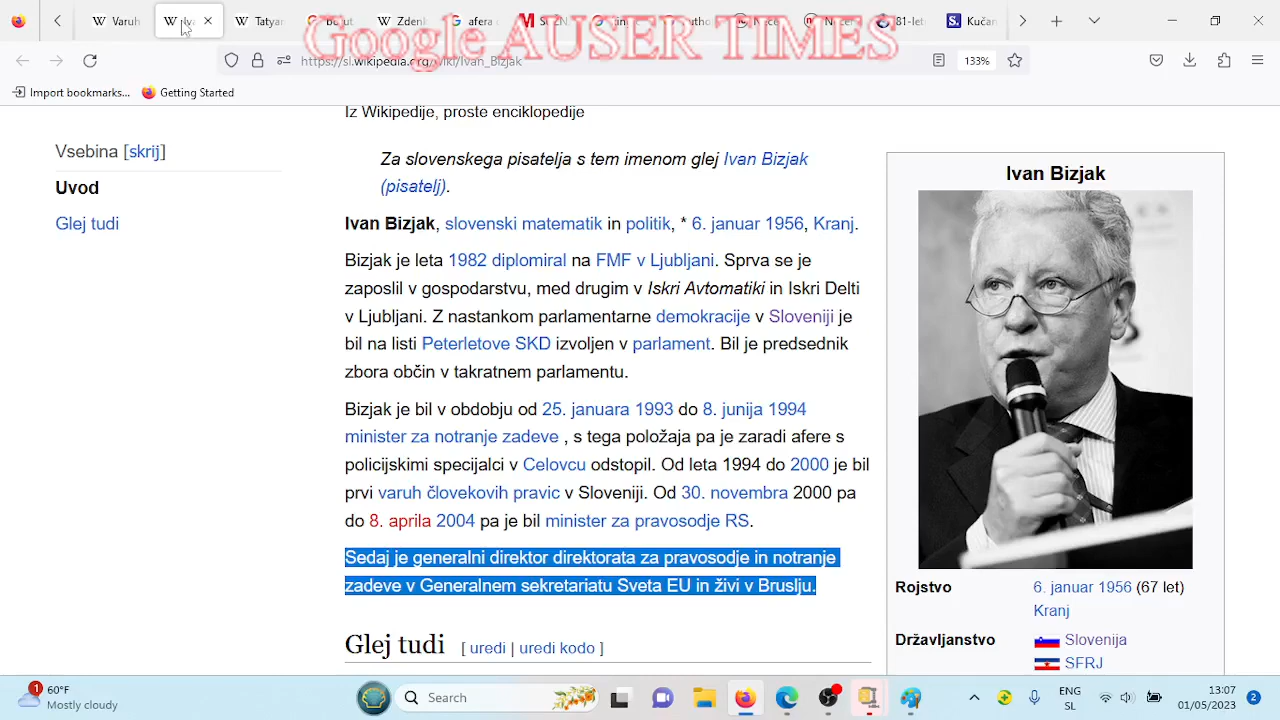 Varuh
Tatyan
Zdenk
afera
81-let
Kučan
Google AUSER TIMES
https://sl.wikipedia.org/wiki/Ivan_Bizjak
133%
Import bookmarks...
Getting Started
Iz Wikipedije, proste enciklopedije
Vsebina [skrij]
Uvod
Glej tudi
Za slovenskega pisatelja s tem imenom glej Ivan Bizjak
(pisatelj).
Ivan Bizjak, slovenski matematik in politik, * 6. januar 1956, Kranj.
Bizjak je leta 1982 diplomiral na FMF v Ljubljani. Sprva se je
zaposlil v gospodarstvu, med drugim v Iskri Avtomatiki in Iskri Delti
v Ljubljani. Z nastankom parlamentarne demokracije v Sloveniji je
bil na listi Peterletove SKD izvoljen v parlament. Bil je predsednik
zbora občin v takratnem parlamentu.
Bizjak je bil v obdobju od 25. januara 1993 do 8. junija 1994
minister za notranje zadeve , s tega položaja pa je zaradi afere s
policijskimi specijalci v Celovcu odstopil. Od leta 1994 do 2000 je bil
prvi varuh človekovih pravic v Sloveniji. Od 30. novembra 2000 pa
do 8. aprila 2004 pa je bil minister za pravosodje RS.
Sedaj je generalni direktor direktorata za pravosodje in notranje
zadeve v Generalnem sekretariatu Sveta EU in živi v Bruslju.
Glej tudi [ uredi | uredi kodo ]
Ivan Bizjak
Rojstvo 6. januar 1956 (67 let)
Kranj
Državljanstvo Slovenija
SFRJ
1
60°F
Mostly cloudy
Search
ENG
SL
13:07
01/05/2023
2